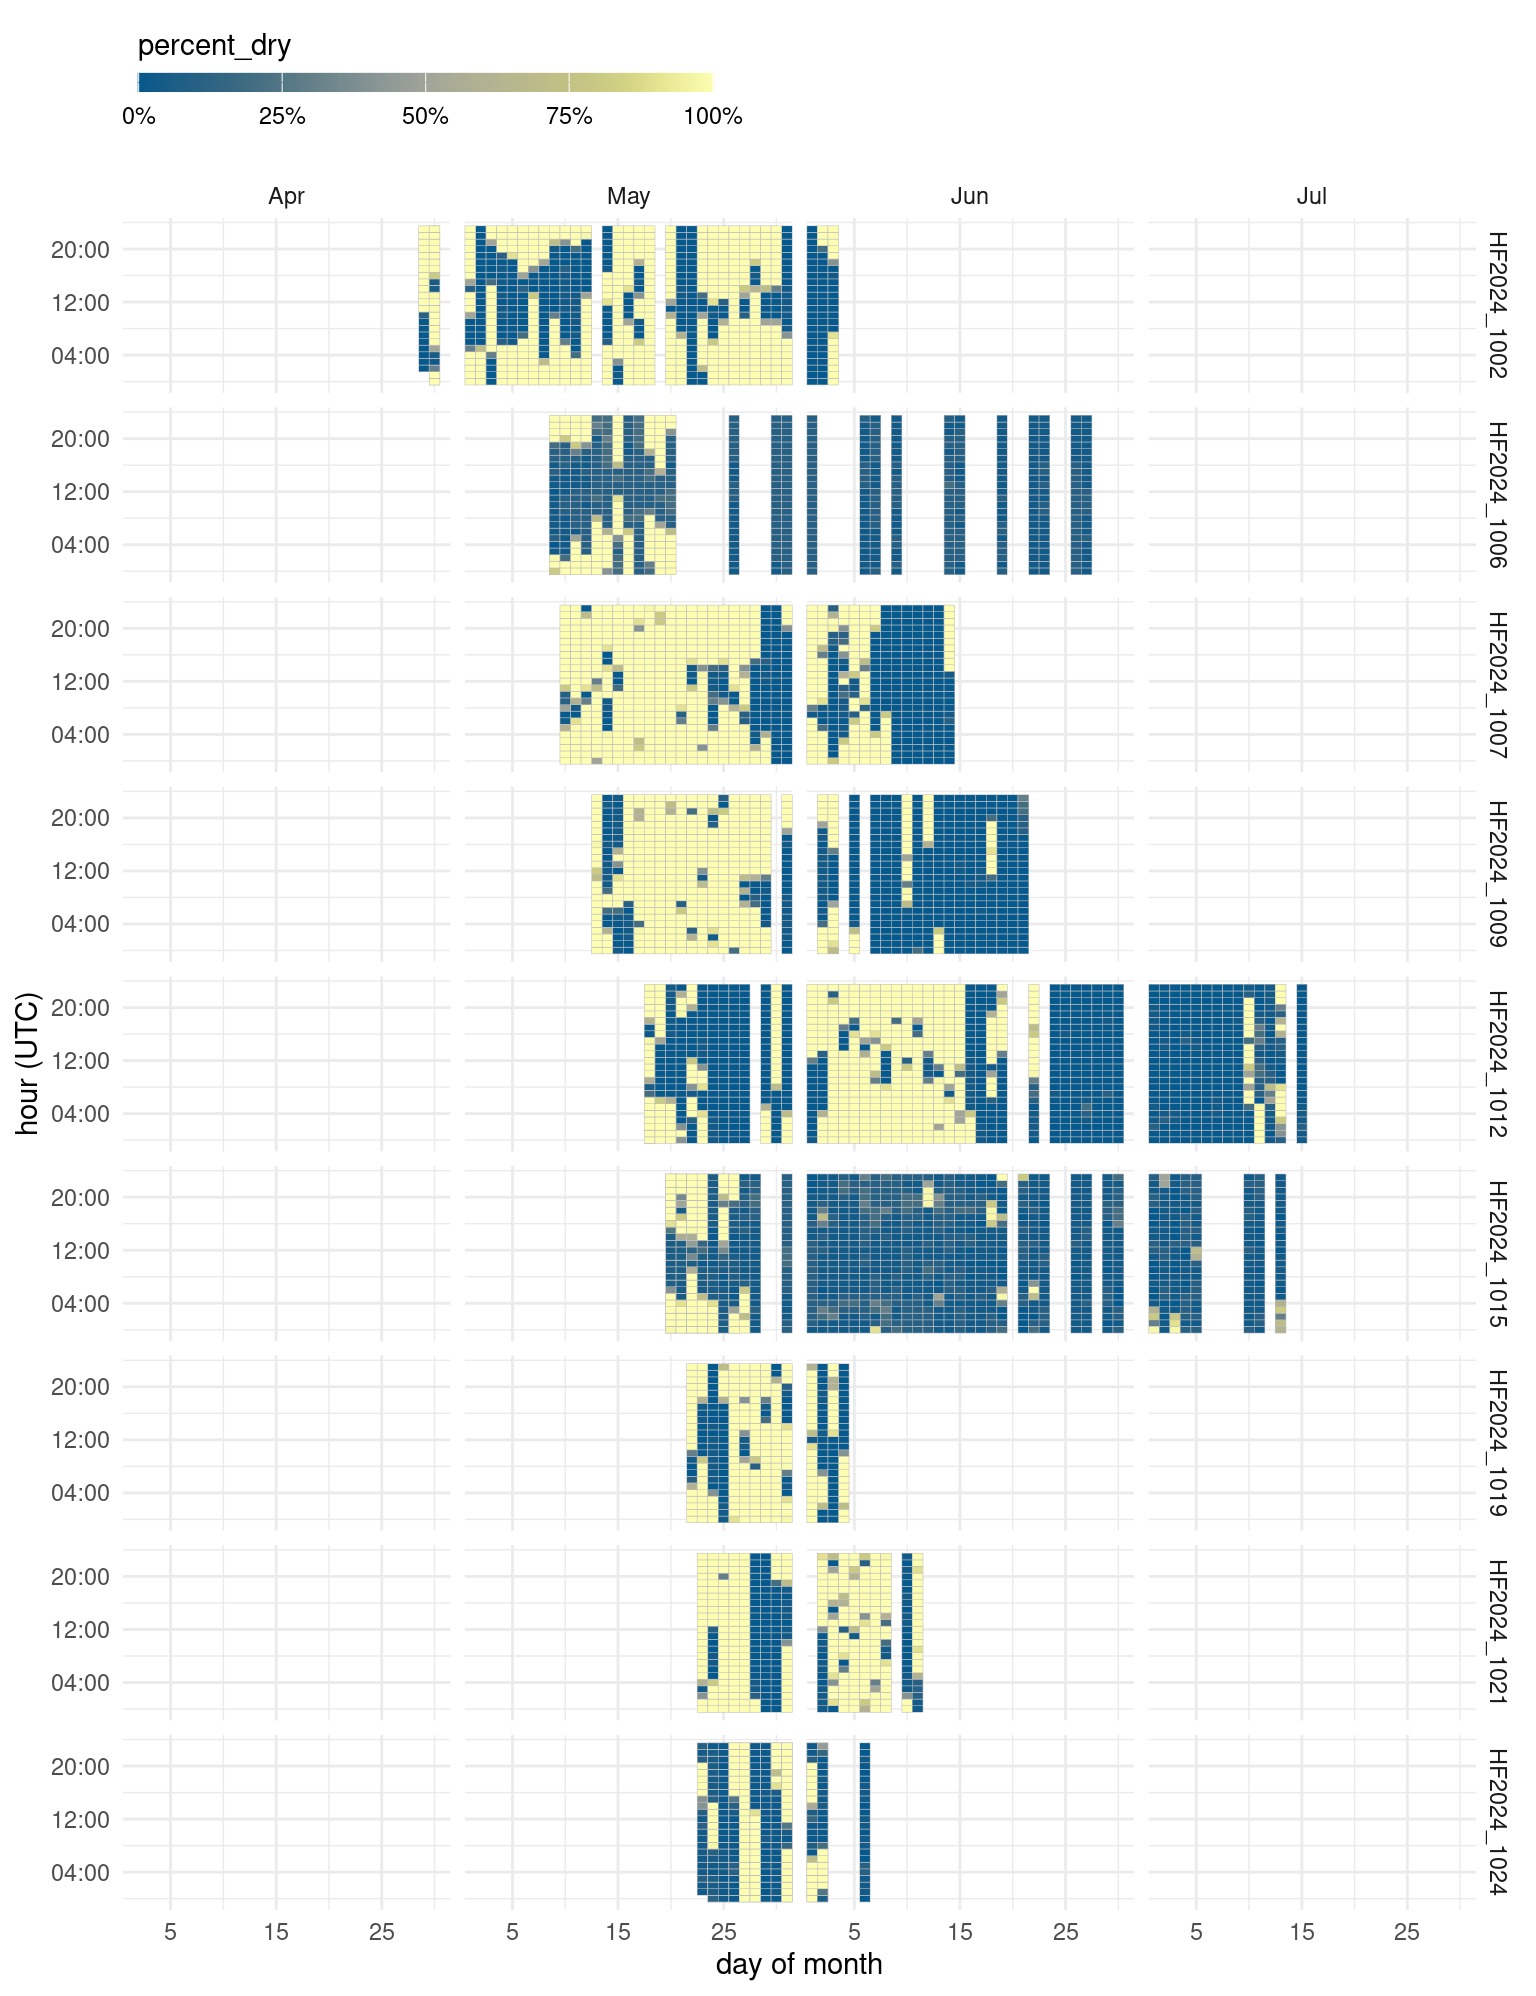 percent_dry
0% 25% 50% 75% 100%
Apr May Jun Jul
20:00
12:00
04:00
HF2024_1002
20:00
12:00
04:00
HF2024_1006
20:00
12:00
04:00
HF2024_1007
20:00
12:00
04:00
HF2024_1009
hour (UTC)
20:00
12:00
04:00
HF2024_1012
20:00
12:00
04:00
HF2024_1015
20:00
12:00
04:00
HF2024_1019
20:00
12:00
04:00
HF2024_1021
20:00
12:00
04:00
HF2024_1024
5 15 25 5 15 25 5 15 25 5 15 25
day of month